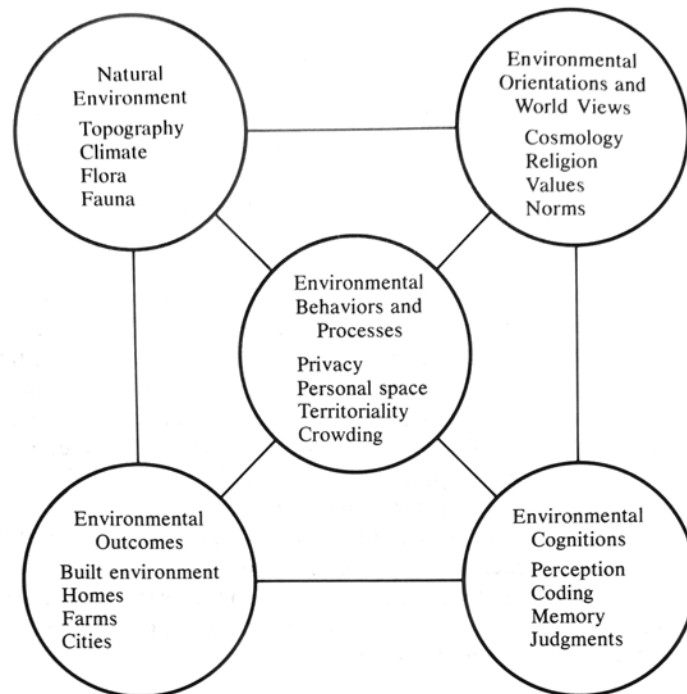 Natural
Environment
Topography
Climate
Flora
Fauna
Environmental
Orientations and
World Views
Cosmology
Religion
Values
Norms
Environmental
Behaviors and
Processes
Privacy
Personal space
Territoriality
Crowding
Environmental
Outcomes
Built environment
Homes
Farms
Cities
Environmental
Cognitions
Perception
Coding
Memory
Judgments